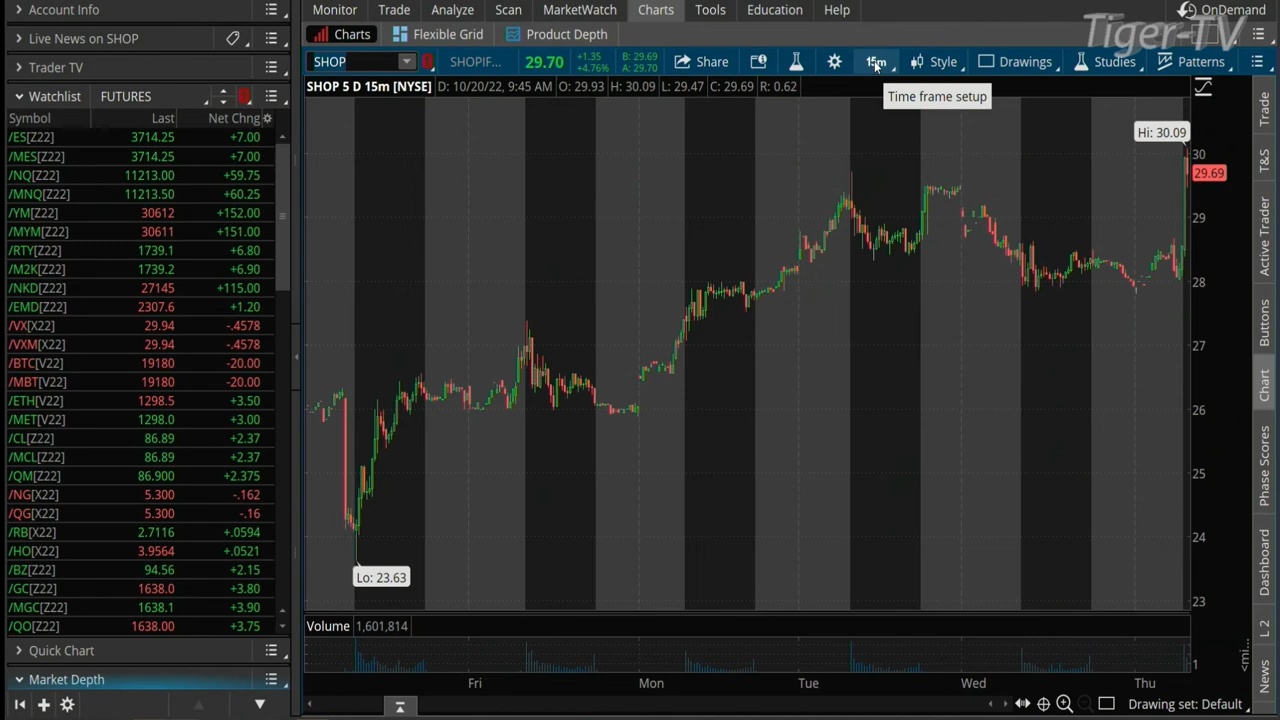 Account Info
Monitor Trade Analyze Scan MarketWatch Charts Tools Education Help OnDemand
Tiger-TV
Live News on SHOP
Charts Flexible Grid Product Depth
Trader TV
SHOP SHOPIF... 29.70 +1.35 +4.76% B: 29.69 A: 29.70 Share 15m Style Drawings Studies Patterns
Time frame setup
SHOP 5 D 15m [NYSE] D: 10/20/22, 9:45 AM O: 29.93 H: 30.09 L: 29.47 C: 29.69 R: 0.62
Watchlist FUTURES
Symbol Last Net Chng
/ES[Z22] 3714.25 +7.00
/MES[Z22] 3714.25 +7.00
/NQ[Z22] 11213.00 +59.75
/MNQ[Z22] 11213.50 +60.25
/YM[Z22] 30612 +152.00
/MYM[Z22] 30611 +151.00
/RTY[Z22] 1739.1 +6.80
/M2K[Z22] 1739.2 +6.90
/NKD[Z22] 27145 +115.00
/EMD[Z22] 2307.6 +1.20
/VX[X22] 29.94 -.4578
/VXM[X22] 29.94 -.4578
/BTC[V22] 19180 -20.00
/MBT[V22] 19180 -20.00
/ETH[V22] 1298.5 +3.50
/MET[V22] 1298.0 +3.00
/CL[Z22] 86.89 +2.37
/MCL[Z22] 86.89 +2.37
/QM[Z22] 86.900 +2.375
/NG[X22] 5.300 -.162
/QG[X22] 5.300 -.16
/RB[X22] 2.7116 +.0594
/HO[X22] 3.9564 +.0521
/BZ[Z22] 94.56 +2.15
/GC[Z22] 1638.0 +3.80
/MGC[Z22] 1638.1 +3.90
/QO[Z22] 1638.00 +3.75
Quick Chart
Market Depth
Hi: 30.09
30
29.69
29
28
27
26
25
24
23
Lo: 23.63
Volume 1,601,814
1
<mi...
Fri Mon Tue Wed Thu
Drawing set: Default
Trade
T&S
Active Trader
Buttons
Chart
Phase Scores
Dashboard
L 2
News